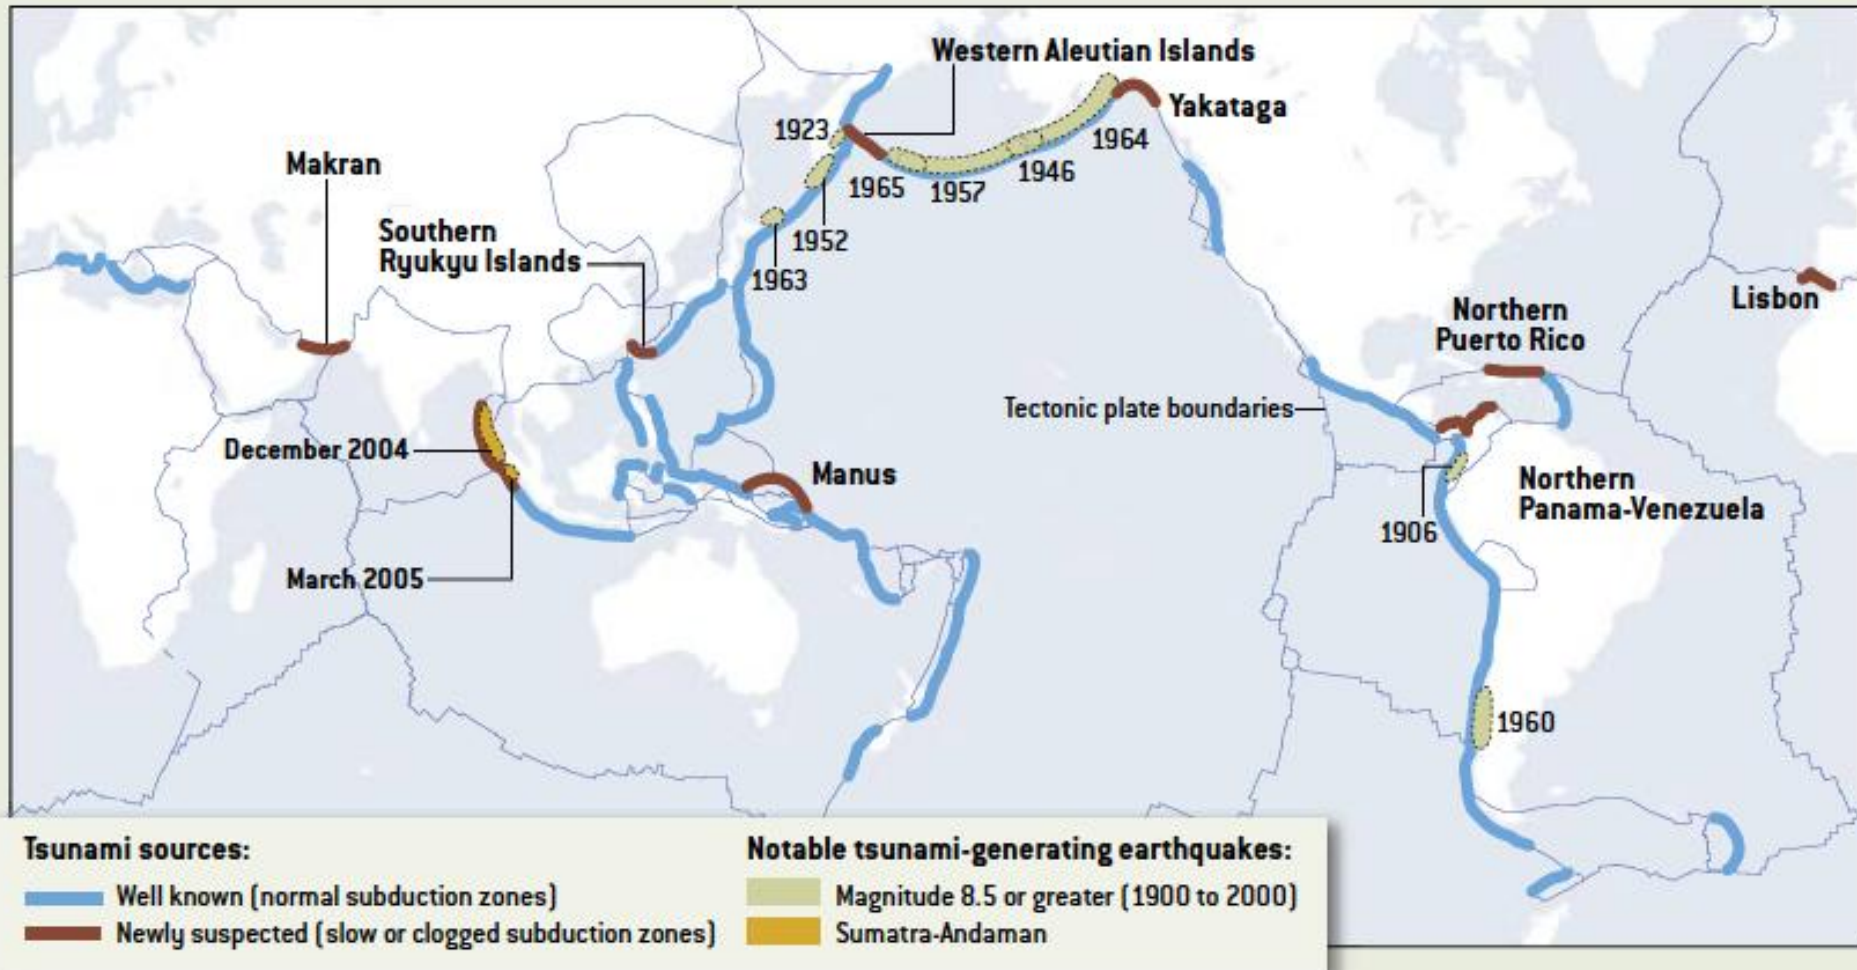 Western Aleutian Islands
Yakataga
1923
1964
Makran
1946
1965
1957
Southern
Ryukyu Islands
1952
1963
Northern
Puerto Rico
Lisbon
Tectonic plate boundaries
December 2004
Manus
Northern
Panama-Venezuela
1906
March 2005
1960
Tsunami sources:
Well known (normal subduction zones)
Newly suspected (slow or clogged subduction zones)
Notable tsunami-generating earthquakes:
Magnitude 8.5 or greater (1900 to 2000)
Sumatra-Andaman